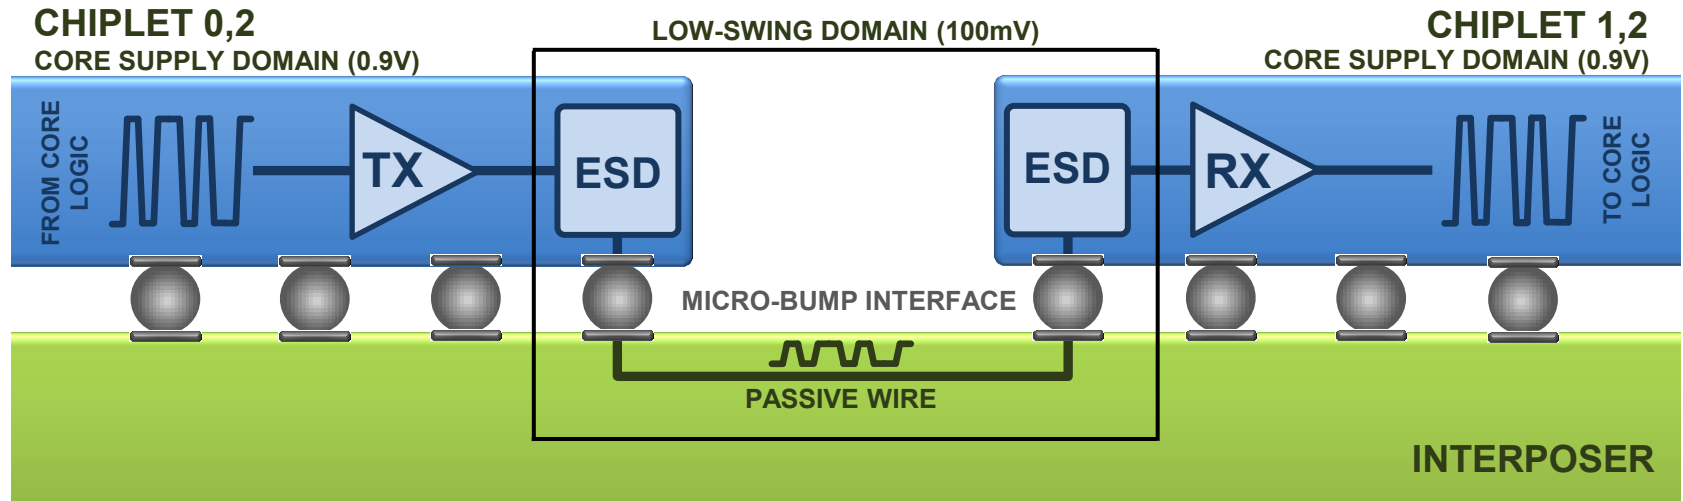 CHIPLET 0,2
CORE SUPPLY DOMAIN (0.9V)
LOW-SWING DOMAIN (100mV)
CHIPLET 1,2
CORE SUPPLY DOMAIN (0.9V)
FROM CORE
LOGIC
TX
ESD
ESD
RX
TO CORE
LOGIC
MICRO-BUMP INTERFACE
PASSIVE WIRE
INTERPOSER